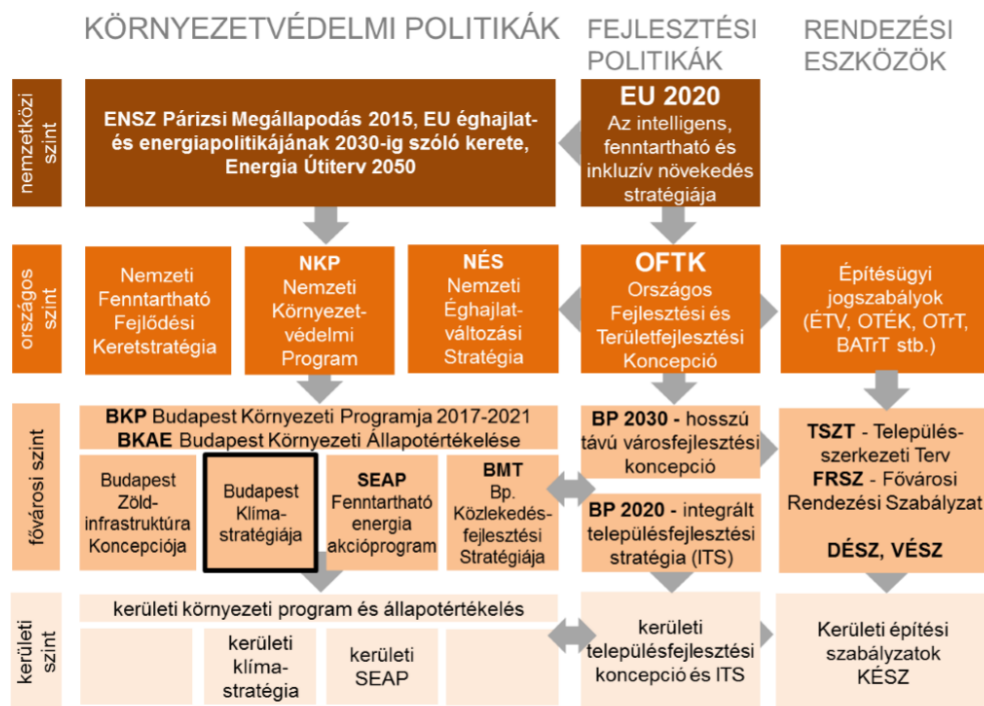 KÖRNYEZETVÉDELMI POLITIKÁK
FEJLESZTÉSI
POLITIKÁK
RENDEZÉSI
ESZKÖZÖK
nemzetközi
szint
ENSZ Párizsi Megállapodás 2015, EU éghajlat-
és energiapolitikájának 2030-ig szóló kerete,
Energia Útiterv 2050
EU 2020
Az intelligens,
fenntartható és
inkluzív növekedés
stratégiája
országos
szint
Nemzeti
Fenntartható
Fejlődési
Keretstratégia
NKP
Nemzeti
Környezet-
védelmi
Program
NÉS
Nemzeti
Éghajlat-
változási
Stratégia
OFTK
Országos
Fejlesztési és
Területfejlesztési
Koncepció
Építésügyi
jogszabályok
(ÉTV, OTÉK, OTrT,
BATrT stb.)
fővárosi szint
BKP Budapest Környezeti Programja 2017-2021
BKAE Budapest Környezeti Állapotértékelése
Budapest
Zöld-
infrastruktúra
Koncepciója
Budapest
Klíma-
stratégiája
SEAP
Fenntartható
energia
akcióprogram
BMT
Bp.
Közlekedés-
fejlesztési
Stratégiája
BP 2030 - hosszú
távú városfejlesztési
koncepció
BP 2020 - integrált
településfejlesztési
stratégia (ITS)
TSZT - Település-
szerkezeti Terv
FRSZ - Fővárosi
Rendezési Szabályzat
DÉSZ, VÉSZ
kerületi
szint
kerületi környezeti program és állapotértékelés
kerületi
klíma-
stratégia
kerületi
SEAP
kerületi
településfejlesztési
koncepció és ITS
Kerületi építési
szabályzatok
KÉSZ